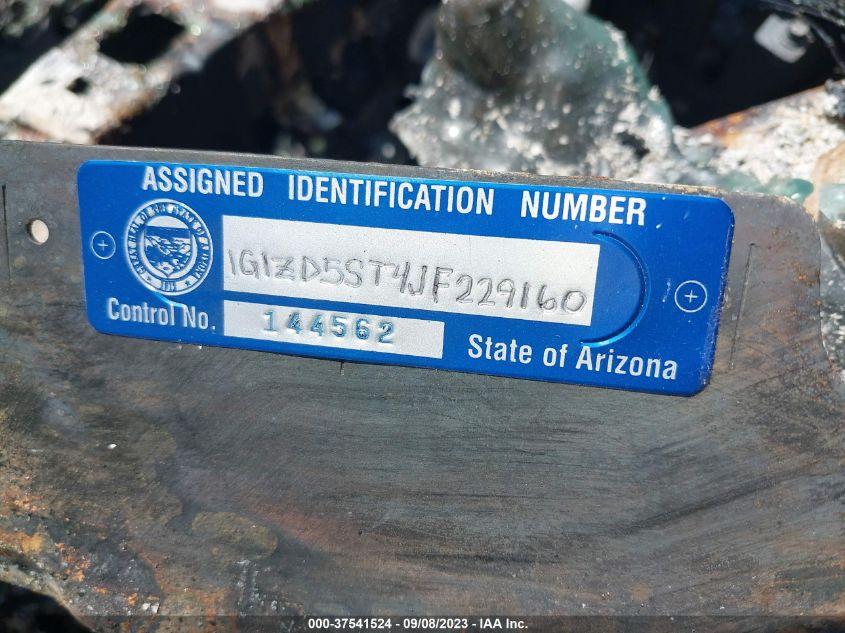 ASSIGNED IDENTIFICATION NUMBER
1G1ZD5ST4JF229160
Control No. 144562
State of Arizona
000-37541524 - 09/08/2023 - IAA Inc.